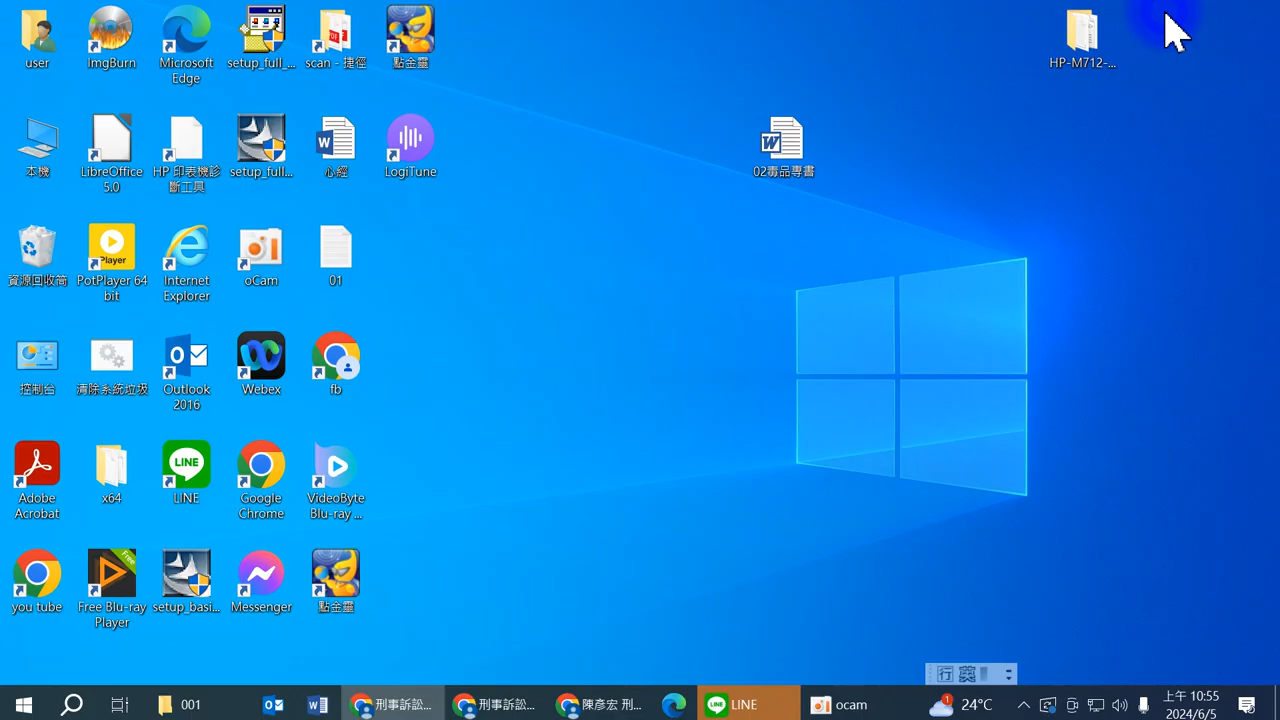 user
ImgBurn
Microsoft
Edge
setup_full_...
scan - 捷徑
點金靈
HP-M712-...
本機
LibreOffice
5.0
HP 印表機診
斷工具
setup_full...
心經
LogiTune
02毒品專書
資源回收筒
PotPlayer 64
bit
Internet
Explorer
oCam
01
控制台
清除系統垃圾
Outlook
2016
Webex
fb
Adobe
Acrobat
x64
LINE
Google
Chrome
VideoByte
Blu-ray ...
you tube
Free Blu-ray
Player
setup_basi...
Messenger
點金靈
行 英
001
刑事訴訟...
刑事訴訟...
陳彥宏 刑...
LINE
ocam
1
24°C
上午 10:55
2024/6/5